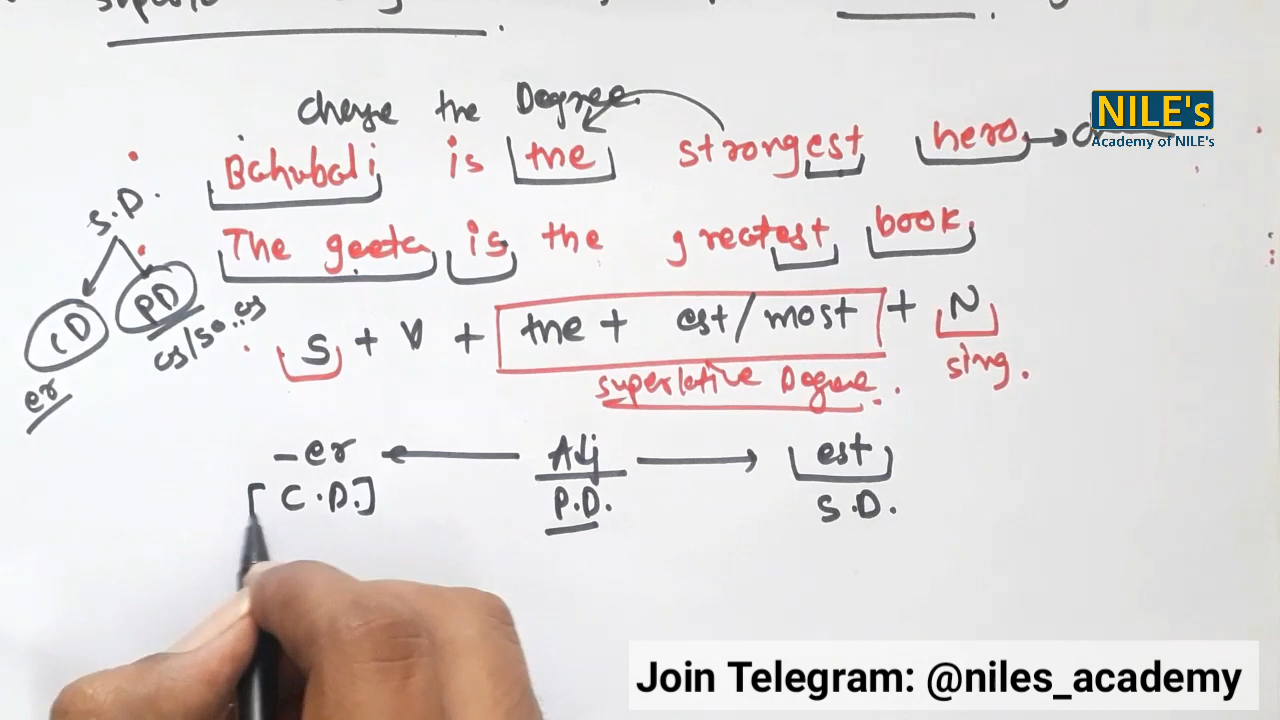 change the Degree
NILE's
Academy of NILE's
Bahubali is the strongest hero
S.D.
The geeta is the greatest book
CD PD
as/so..as
er
S + V + the + est/most + N
superlative Degree. sing.
-er Adj est
[C.D.] P.D. S.D.
Join Telegram: @niles_academy